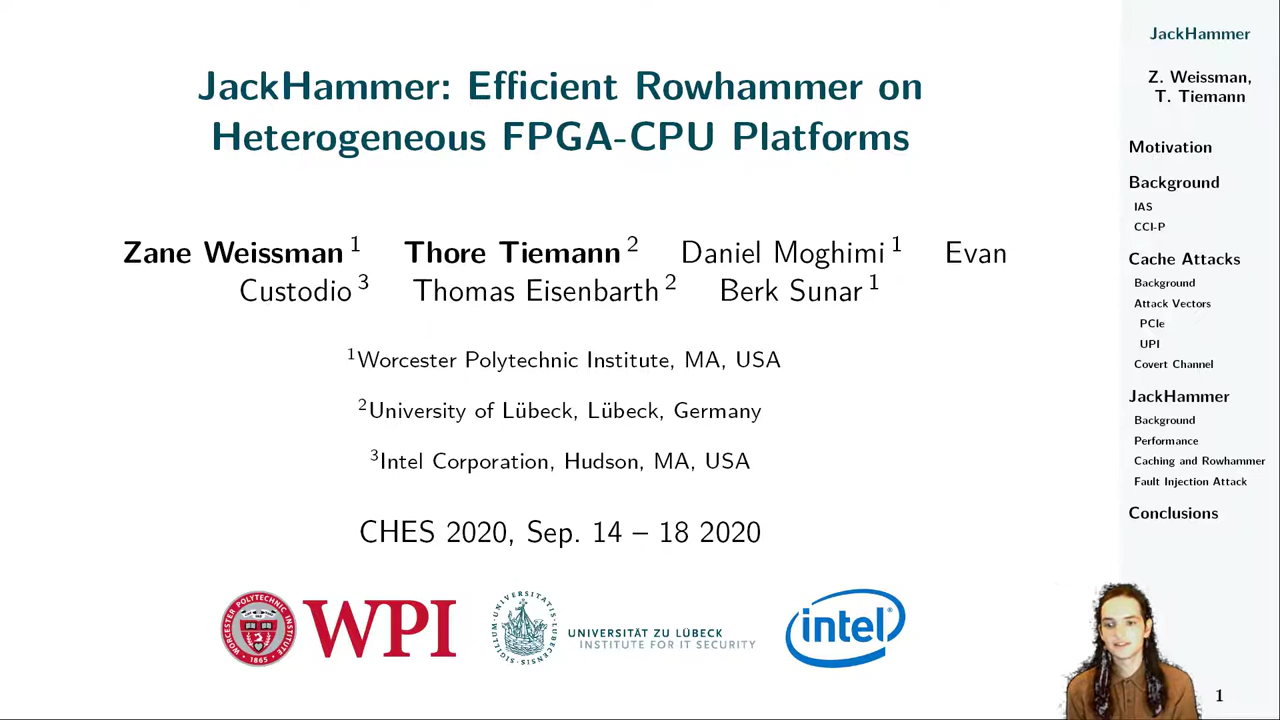 JackHammer: Efficient Rowhammer on
Heterogeneous FPGA-CPU Platforms
Zane Weissman 1 Thore Tiemann 2 Daniel Moghimi 1 Evan
Custodio 3 Thomas Eisenbarth 2 Berk Sunar 1
1Worcester Polytechnic Institute, MA, USA
2University of Lübeck, Lübeck, Germany
3Intel Corporation, Hudson, MA, USA
CHES 2020, Sep. 14 – 18 2020
WORCESTER POLYTECHNIC INSTITUTE
1865
WPI
UNIVERSITÄT ZU LÜBECK
INSTITUTE FOR IT SECURITY
intel®
JackHammer
Z. Weissman,
T. Tiemann
Motivation
Background
IAS
CCI-P
Cache Attacks
Background
Attack Vectors
PCIe
UPI
Covert Channel
JackHammer
Background
Performance
Caching and Rowhammer
Fault Injection Attack
Conclusions
1